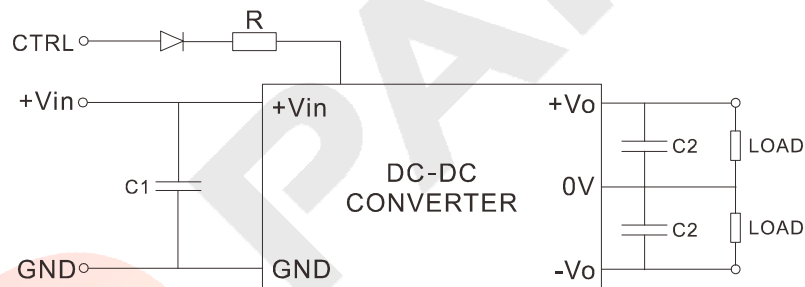 R
CTRL
+Vin
+Vin
+Vo
C1
DC-DC
CONVERTER
C2
LOAD
0V
C2
LOAD
GND
GND
-Vo